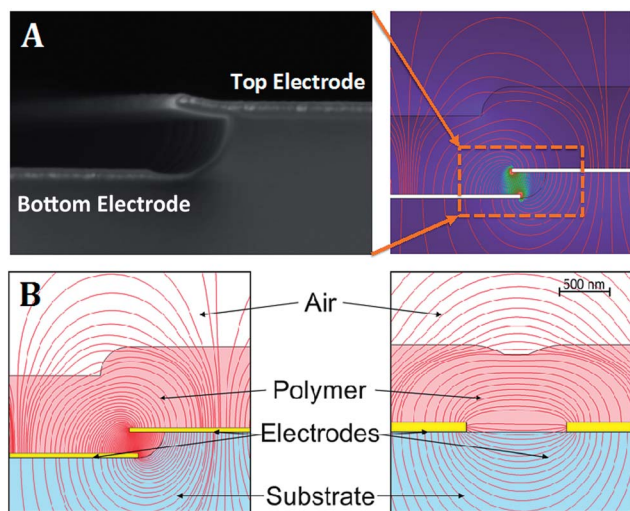 A
Top Electrode
Bottom Electrode
B
Air
500 nm
Polymer
Electrodes
Substrate